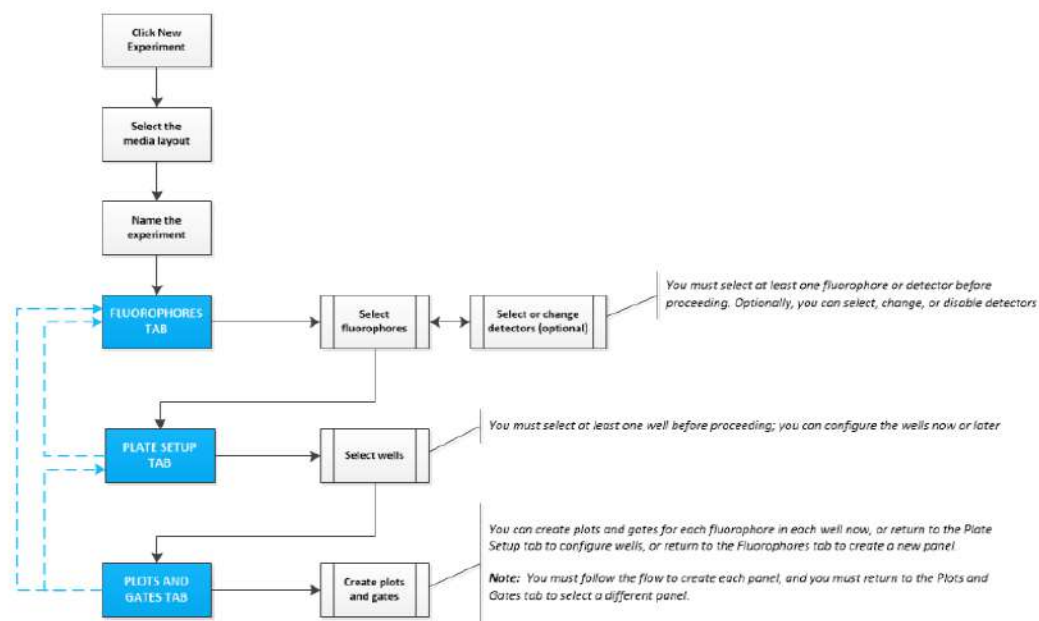 Click New
Experiment
Select the
media layout
Name the
experiment
FLUOROPHORES
TAB
Select
fluorophores
Select or change
detectors (optional)
You must select at least one fluorophore or detector before
proceeding. Optionally, you can select, change, or disable detectors
PLATE SETUP
TAB
Select wells
You must select at least one well before proceeding; you can configure the wells now or later
PLOTS AND
GATES TAB
Create plots
and gates
You can create plots and gates for each fluorophore in each well now, or return to the Plate
Setup tab to configure wells, or return to the Fluorophores tab to create a new panel
Note: You must follow the flow to create each panel, and you must return to the Plots and
Gates tab to select a different panel.